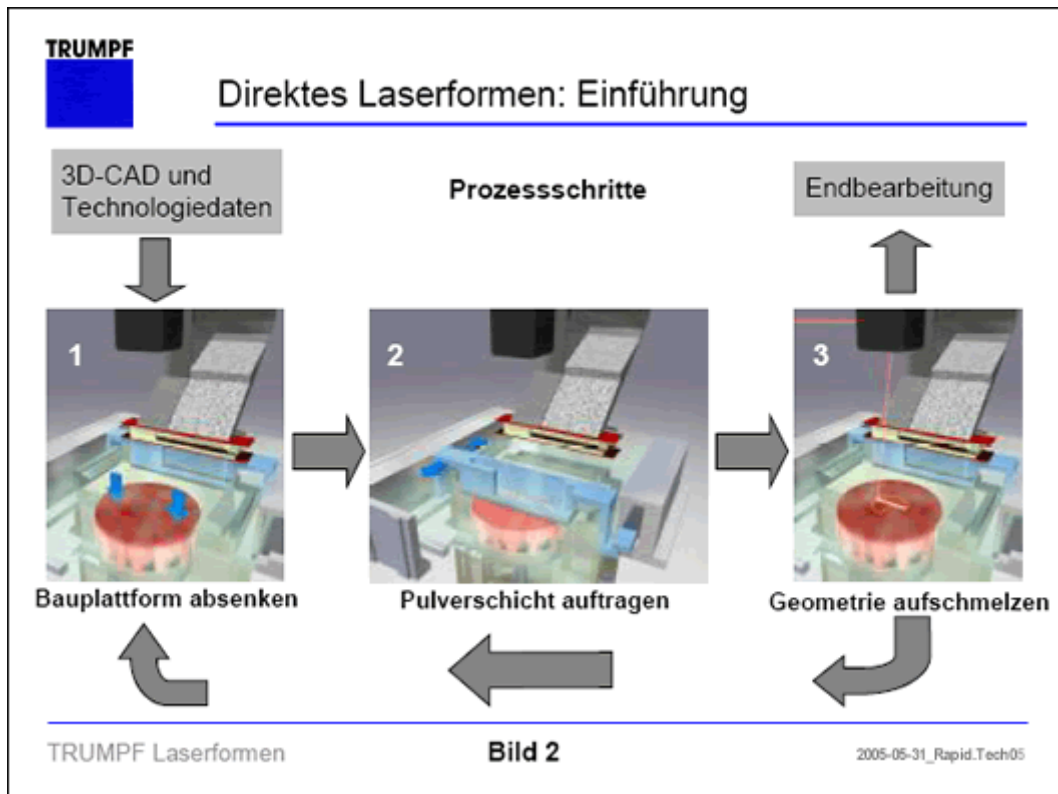 TRUMPF
Direktes Laserformen: Einführung
3D-CAD und
Technologiedaten
Prozessschritte
Endbearbeitung
1
2
3
Bauplattform absenken
Pulverschicht auftragen
Geometrie aufschmelzen
TRUMPF Laserformen
Bild 2
2005-05-31_Rapid.Tech05